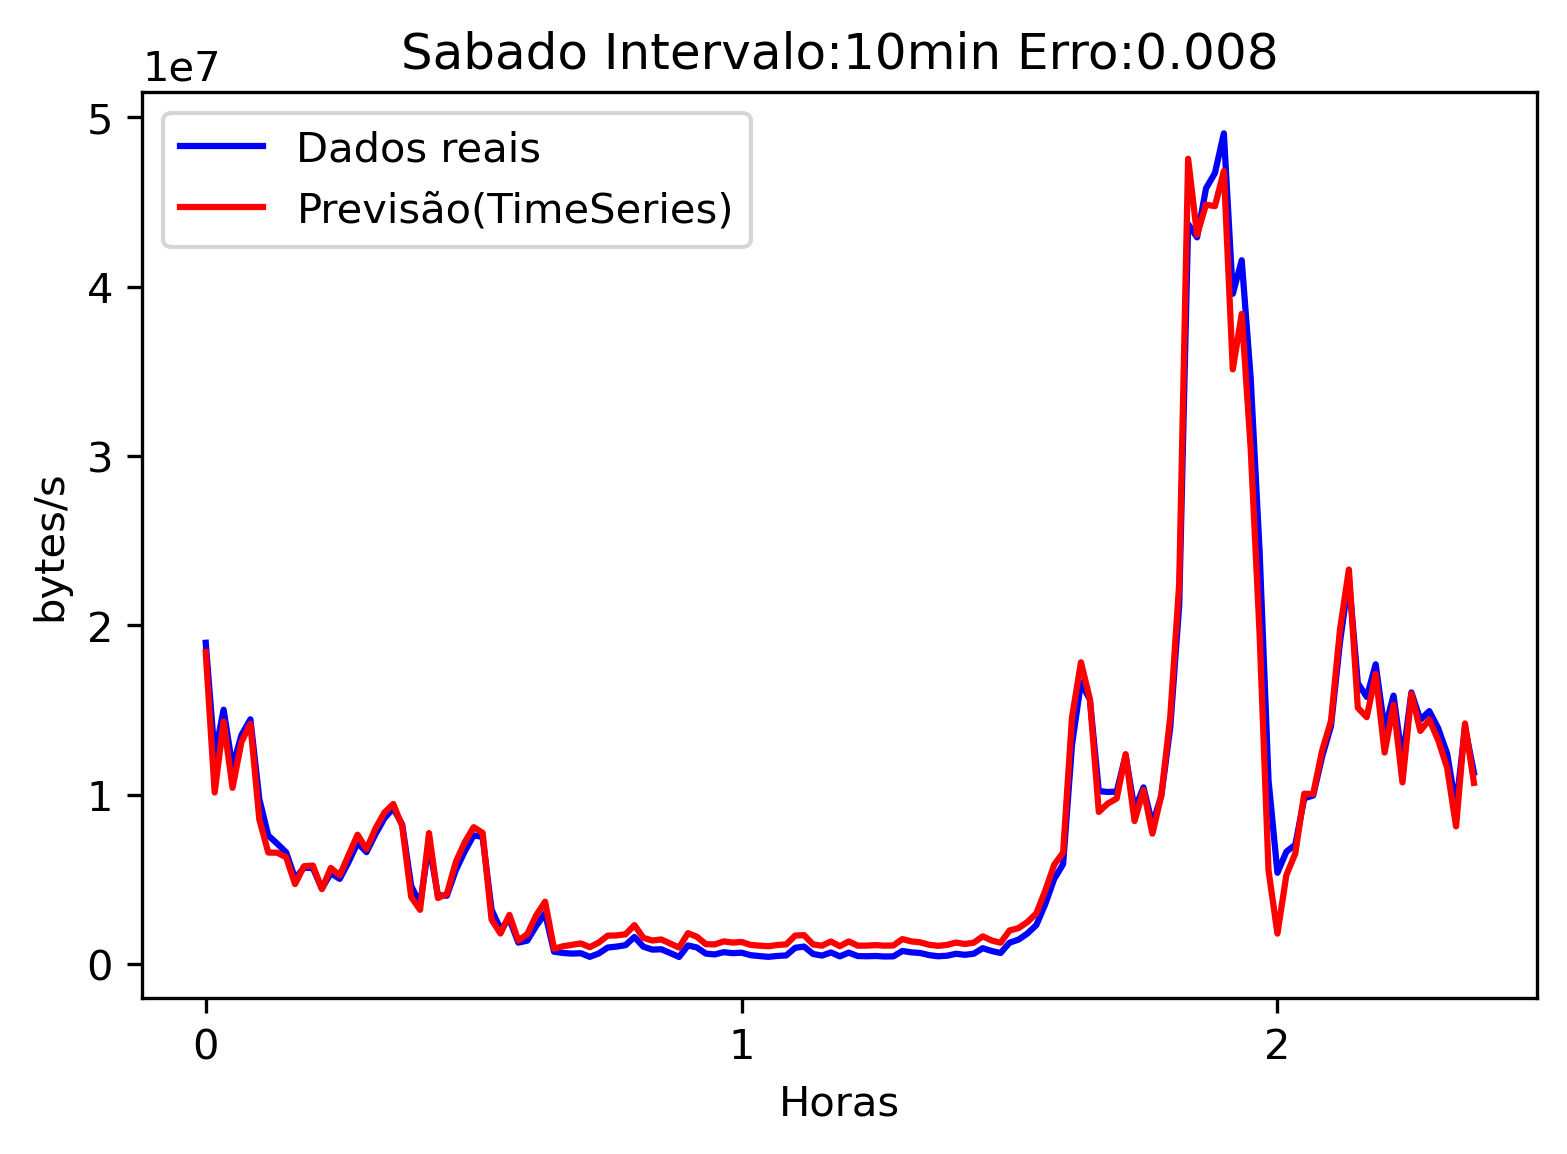 Sabado Intervalo:10min Erro:0.008
1e7
5
4
3
2
1
0
bytes/s
Dados reais
Previsão(TimeSeries)
0 1 2
Horas